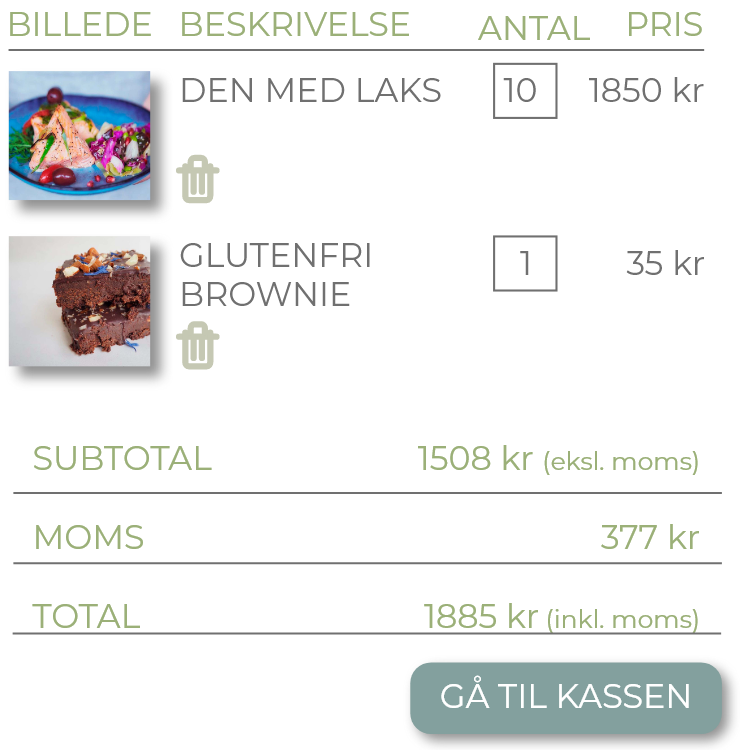 BILLEDE BESKRIVELSE ANTAL PRIS
DEN MED LAKS 10 1850 kr
GLUTENFRI 1 35 kr
BROWNIE
SUBTOTAL 1508 kr (eksl. moms)
MOMS 377 kr
TOTAL 1885 kr (inkl. moms)
GÅ TIL KASSEN